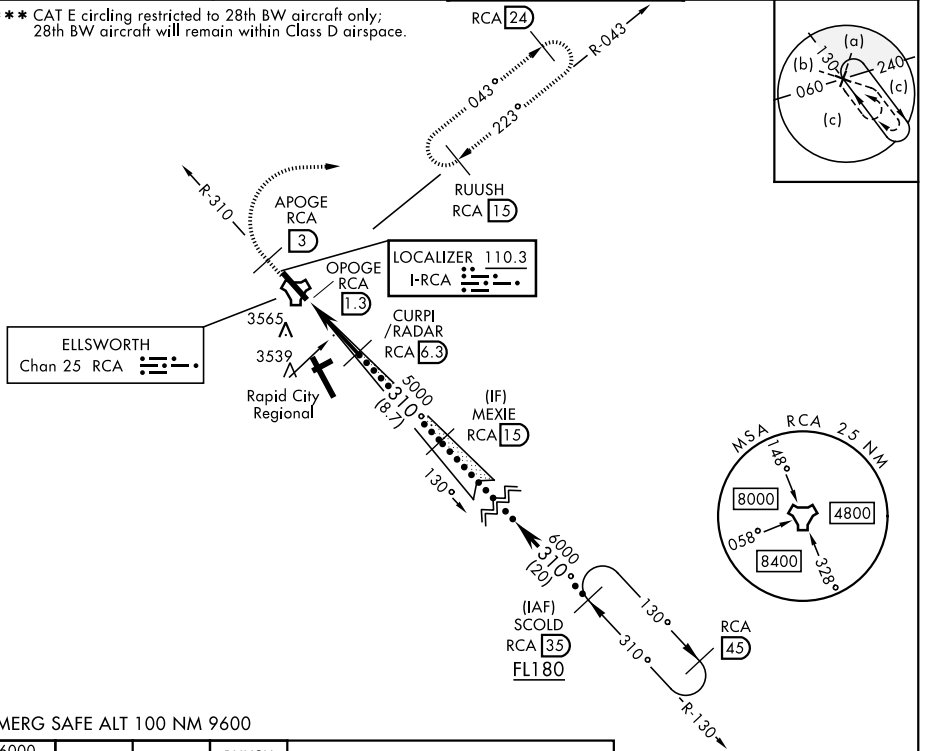 ** CAT E circling restricted to 28th BW aircraft only;
28th BW aircraft will remain within Class D airspace.
RCA 24
R-043
043°
223°
RUUSH
RCA 15
(a)
130
(b)
240
060
(c)
(c)
R-310
APOGE
RCA
3
LOCALIZER 110.3
I-RCA
OPOGE
RCA
1.3
ELLSWORTH
Chan 25 RCA
3565
3539
Rapid City
Regional
CURPI
/RADAR
RCA 6.3
5000
310°
(8.7)
(IF)
MEXIE
RCA 15
130°
6000
310°
(20)
(IAF)
SCOLD
RCA 35
FL180
130°
310°
RCA
45
R-130
MSA RCA 25 NM
148°
8000
4800
058°
8400
328°
MERG SAFE ALT 100 NM 9600